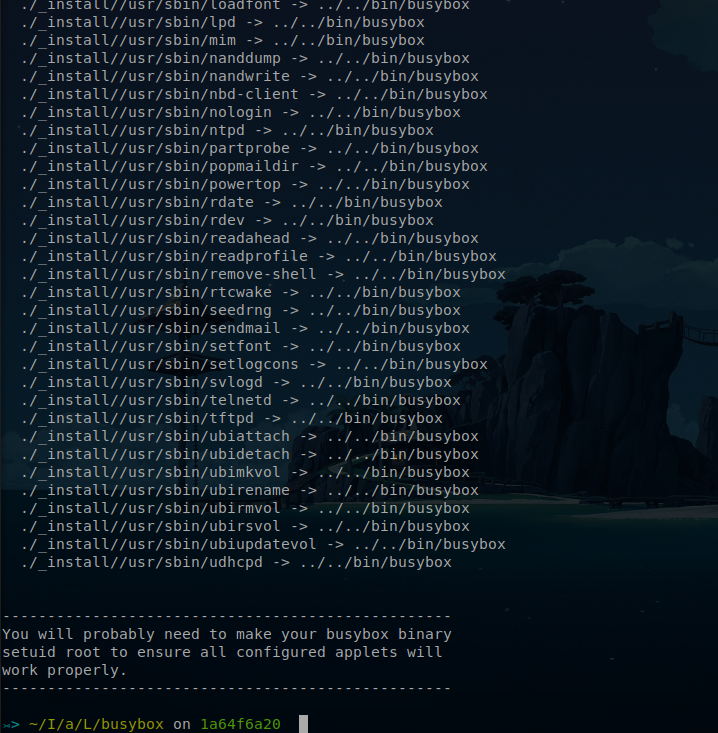 ./_install//usr/sbin/loadfont -> ../../bin/busybox
./_install//usr/sbin/lpd -> ../../bin/busybox
./_install//usr/sbin/mim -> ../../bin/busybox
./_install//usr/sbin/nanddump -> ../../bin/busybox
./_install//usr/sbin/nandwrite -> ../../bin/busybox
./_install//usr/sbin/nbd-client -> ../../bin/busybox
./_install//usr/sbin/nologin -> ../../bin/busybox
./_install//usr/sbin/ntpd -> ../../bin/busybox
./_install//usr/sbin/partprobe -> ../../bin/busybox
./_install//usr/sbin/popmaildir -> ../../bin/busybox
./_install//usr/sbin/powertop -> ../../bin/busybox
./_install//usr/sbin/rdate -> ../../bin/busybox
./_install//usr/sbin/rdev -> ../../bin/busybox
./_install//usr/sbin/readahead -> ../../bin/busybox
./_install//usr/sbin/readprofile -> ../../bin/busybox
./_install//usr/sbin/remove-shell -> ../../bin/busybox
./_install//usr/sbin/rtcwake -> ../../bin/busybox
./_install//usr/sbin/seedrng -> ../../bin/busybox
./_install//usr/sbin/sendmail -> ../../bin/busybox
./_install//usr/sbin/setfont -> ../../bin/busybox
./_install//usr/sbin/setlogcons -> ../../bin/busybox
./_install//usr/sbin/svlogd -> ../../bin/busybox
./_install//usr/sbin/telnetd -> ../../bin/busybox
./_install//usr/sbin/tftpd -> ../../bin/busybox
./_install//usr/sbin/ubiattach -> ../../bin/busybox
./_install//usr/sbin/ubidetach -> ../../bin/busybox
./_install//usr/sbin/ubimkvol -> ../../bin/busybox
./_install//usr/sbin/ubirename -> ../../bin/busybox
./_install//usr/sbin/ubirmvol -> ../../bin/busybox
./_install//usr/sbin/ubirsvol -> ../../bin/busybox
./_install//usr/sbin/ubiupdatevol -> ../../bin/busybox
./_install//usr/sbin/udhcpd -> ../../bin/busybox
--------------------------------------------------
You will probably need to make your busybox binary
setuid root to ensure all configured applets will
work properly.
--------------------------------------------------
> ~/I/a/L/busybox on 1a64f6a20